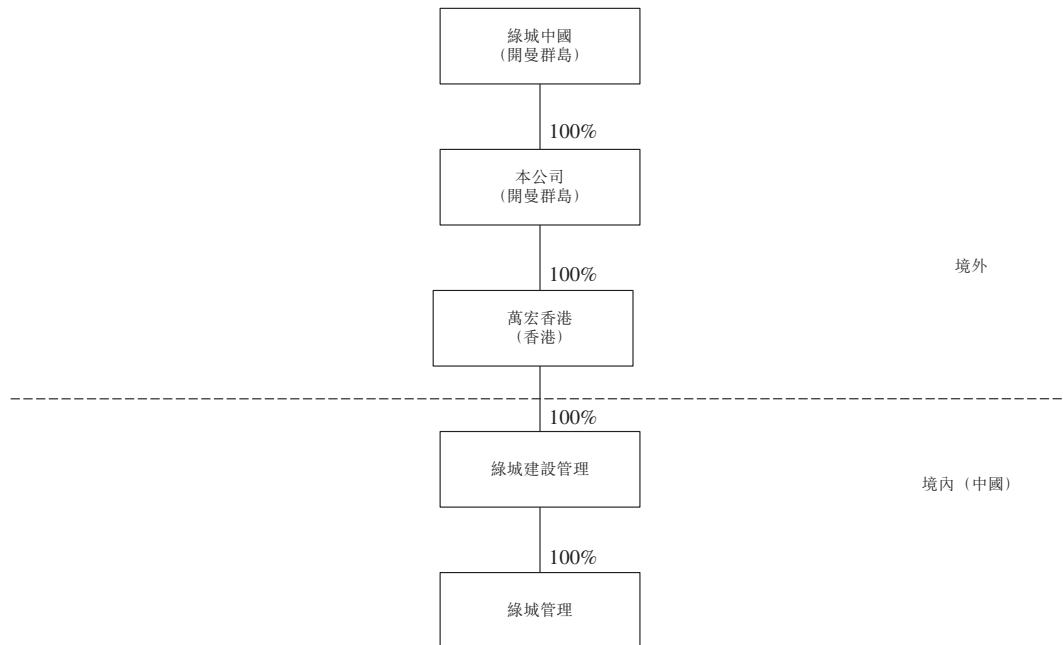 綠城中國
（開曼群島）
100%
本公司
（開曼群島）
100%
境外
萬宏香港
（香港）
100%
綠城建設管理
境內（中國）
100%
綠城管理